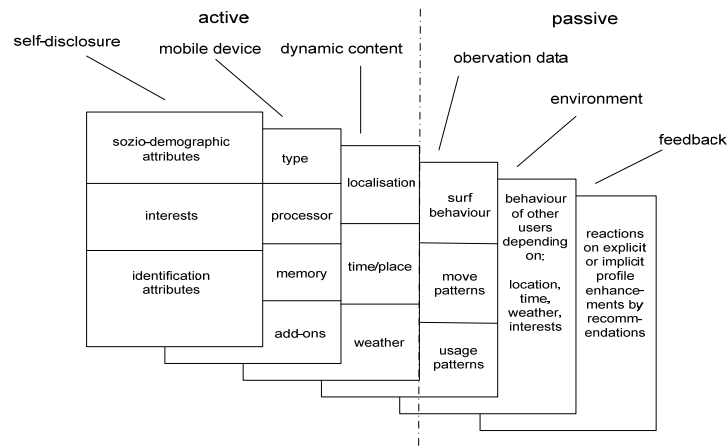 active
passive
self-disclosure
mobile device
dynamic content
obervation data
environment
feedback
sozio-demographic
attributes
interests
identification
attributes
type
processor
memory
add-ons
localisation
time/place
weather
surf
behaviour
move
patterns
usage
patterns
behaviour
of other
users
depending
on:
location,
time,
weather,
interests
reactions
on explicit
or implicit
profile
enhance-
ments by
recomm-
endations